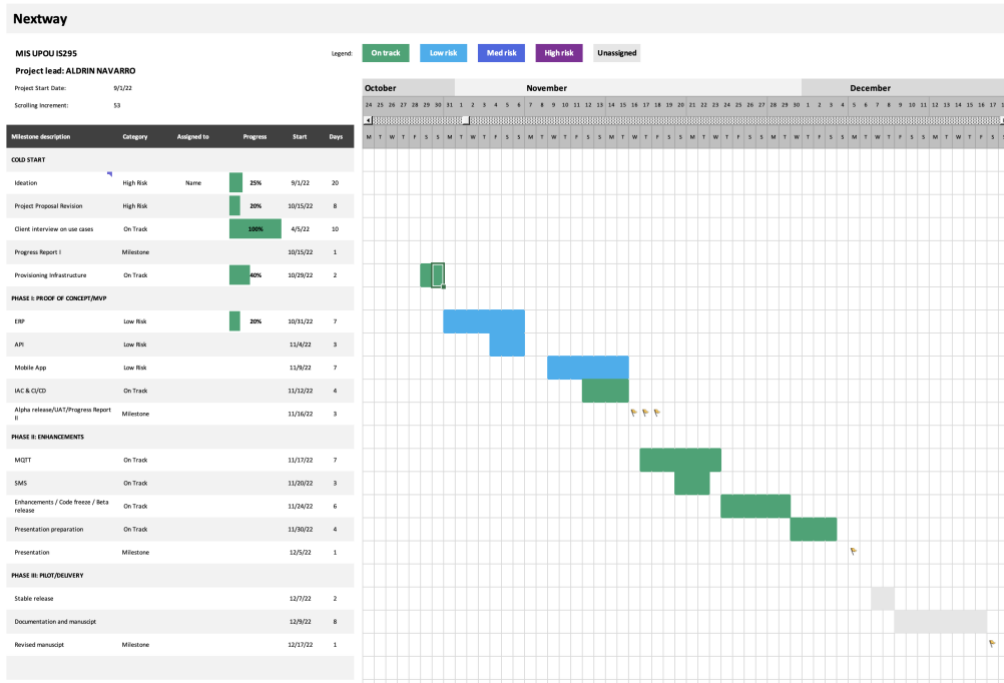 Nextway
MIS UPOU IS295
Legend: On track Low risk Med risk High risk Unassigned
Project lead: ALDRIN NAVARRO
Project Start Date: 9/1/22
October November December
Scrolling Increment: 53
24 25 26 27 28 29 30 31 1 2 3 4 5 6 7 8 9 10 11 12 13 14 15 16 17 18 19 20 21 22 23 24 25 26 27 28 29 30 1 2 3 4 5 6 7 8 9 10 11 12 13 14 15 16 17
Milestone description Category Assigned to Progress Start Days
M T W T F S S M T W T F S S M T W T F S S M T W T F S S M T W T F S S M T W T F S S M T W T F S S M T W T F S
COLD START
Ideation High Risk Name 25% 9/1/22 20
Project Proposal Revision High Risk 20% 10/15/22 8
Client interview on use cases On Track 100% 4/5/22 10
Progress Report I Milestone 10/15/22 1
Provisioning Infrastructure On Track 40% 10/29/22 2
PHASE I: PROOF OF CONCEPT/MVP
ERP Low Risk 20% 10/31/22 7
API Low Risk 11/4/22 3
Mobile App Low Risk 11/9/22 7
IAC & CI/CD On Track 11/12/22 4
Alpha release/UAT/Progress Report
II Milestone 11/16/22 3
PHASE II: ENHANCEMENTS
MQTT On Track 11/17/22 7
SMS On Track 11/20/22 3
Enhancements / Code freeze / Beta
release On Track 11/24/22 6
Presentation preparation On Track 11/30/22 4
Presentation Milestone 12/5/22 1
PHASE III: PILOT/DELIVERY
Stable release 12/7/22 2
Documentation and manuscipt 12/9/22 8
Revised manuscipt Milestone 12/17/22 1